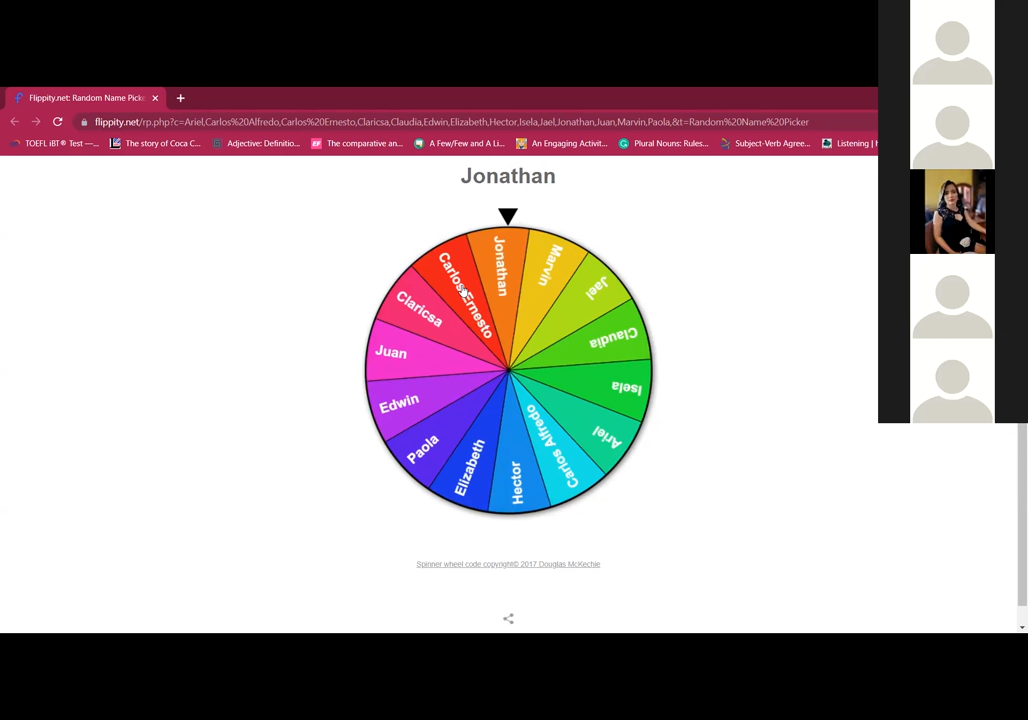 Flippity.net: Random Name Pick
flippity.net/rp.php?c=Ariel,Carlos%20Alfredo,Carlos%20Ernesto,Claricsa,Claudia,Edwin,Elizabeth,Hector,Isela,Jael,Jonathan,Juan,Marvin,Paola,&t=Random%20Name%20Picker
TOEFL iBT® Test —... The story of Coca C... Adjective: Definitio... EP The comparative an... A Few/Few and A Li... An Engaging Activit... Plural Nouns: Rules... Subject-Verb Agree... Listening |
Jonathan
Jonathan
Marvin
Jael
Claudia
Isela
Ariel
Carlos Alfredo
Hector
Elizabeth
Paola
Edwin
Juan
Claricsa
Carlos Ernesto
Spinner wheel code copyright© 2017 Douglas McKechie